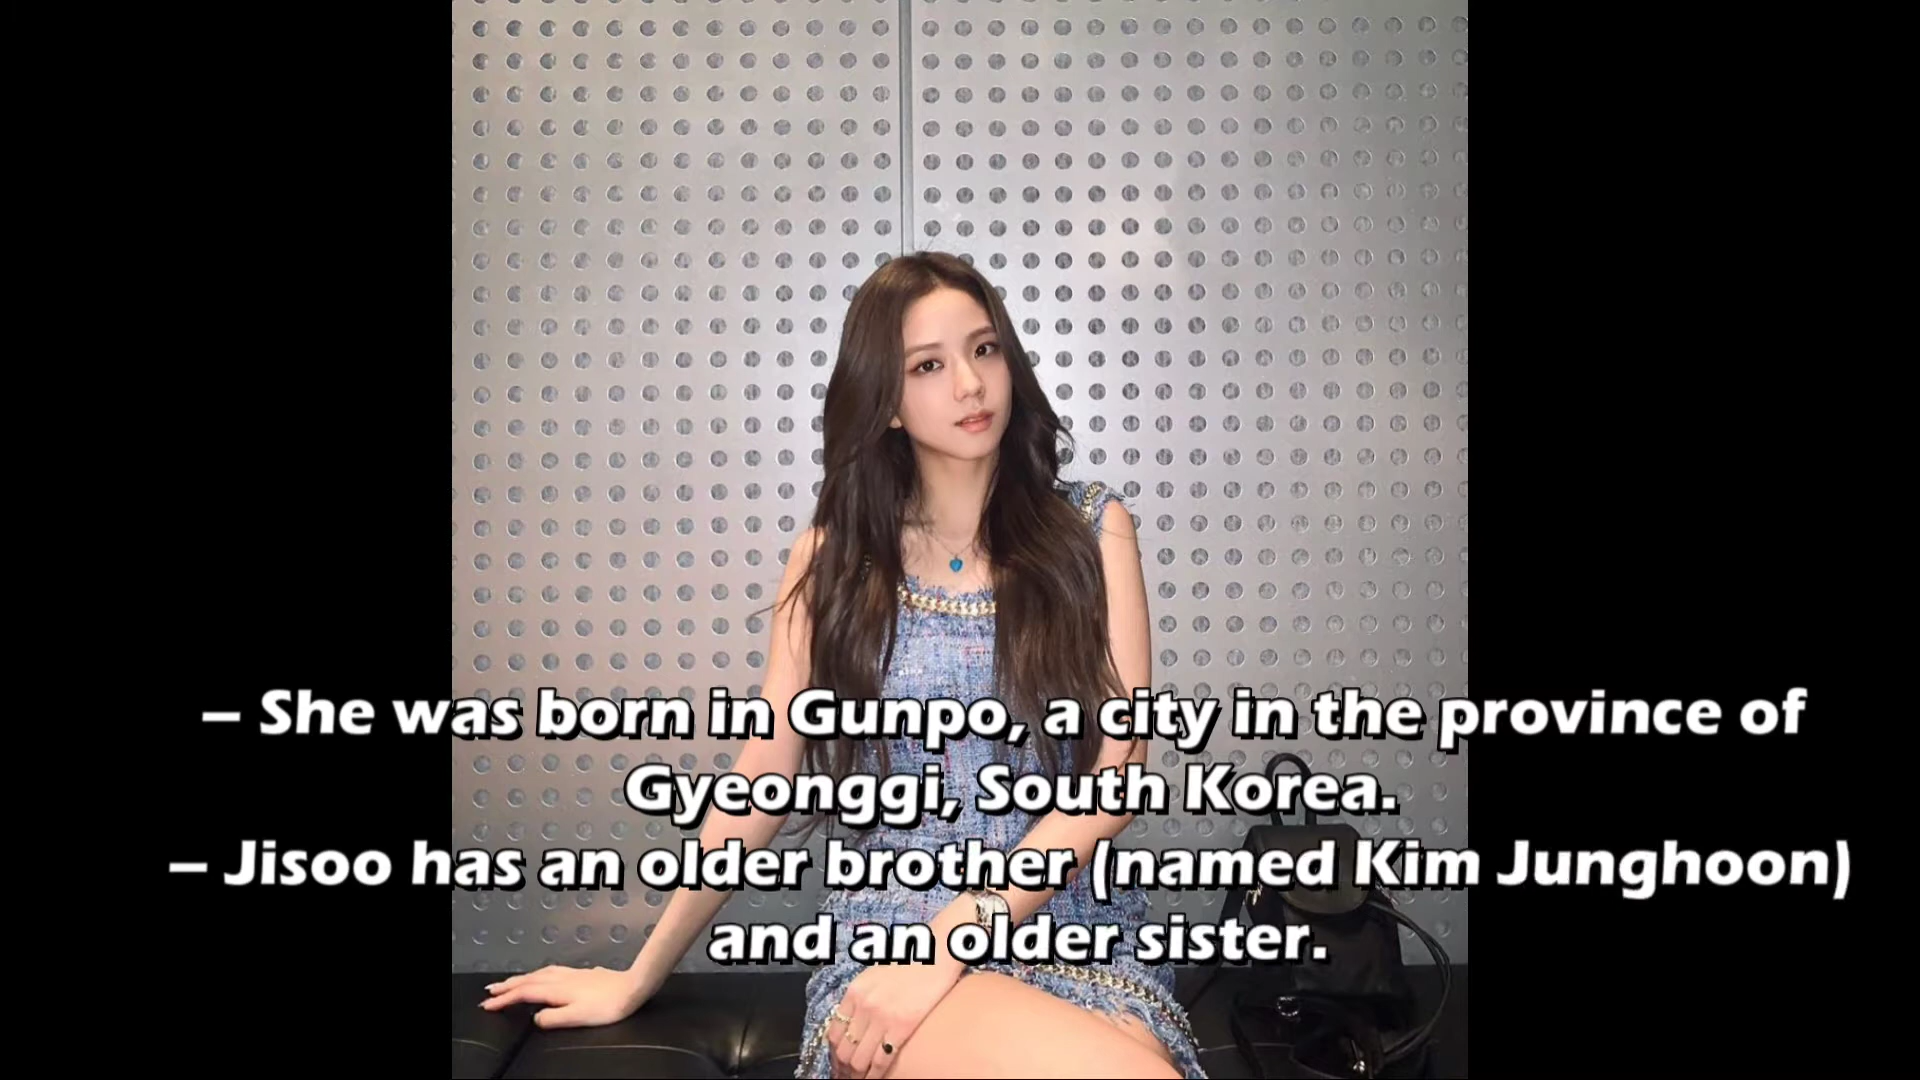 – She was born in Gunpo, a city in the province of
Gyeonggi, South Korea.
– Jisoo has an older brother (named Kim Junghoon)
and an older sister.